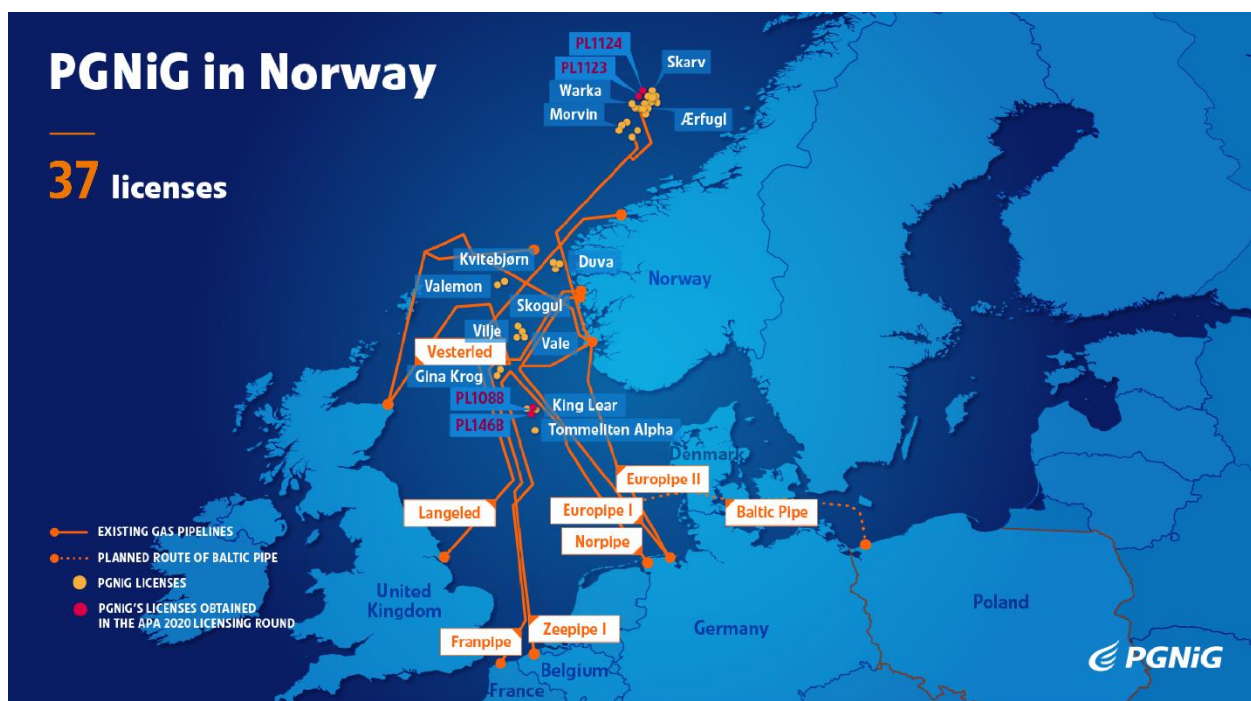 PGNiG in Norway
37 licenses
PL1124
PL1123
Skarv
Warka
Morvin
Ærfugl
Kvitebjørn
Duva
Valemon
Norway
Skogul
Vilje
Vale
Vesterled
Gina Krog
PL1088
King Lear
PL146B
Tommeliten Alpha
Denmark
Europipe II
Langeled
Europipe I
Baltic Pipe
Norpipe
EXISTING GAS PIPELINES
PLANNED ROUTE OF BALTIC PIPE
PGNiG LICENSES
PGNiG'S LICENSES OBTAINED
IN THE APA 2020 LICENSING ROUND
United
Kingdom
Poland
Germany
Franpipe
Zeepipe I
Belgium
France
PGNiG